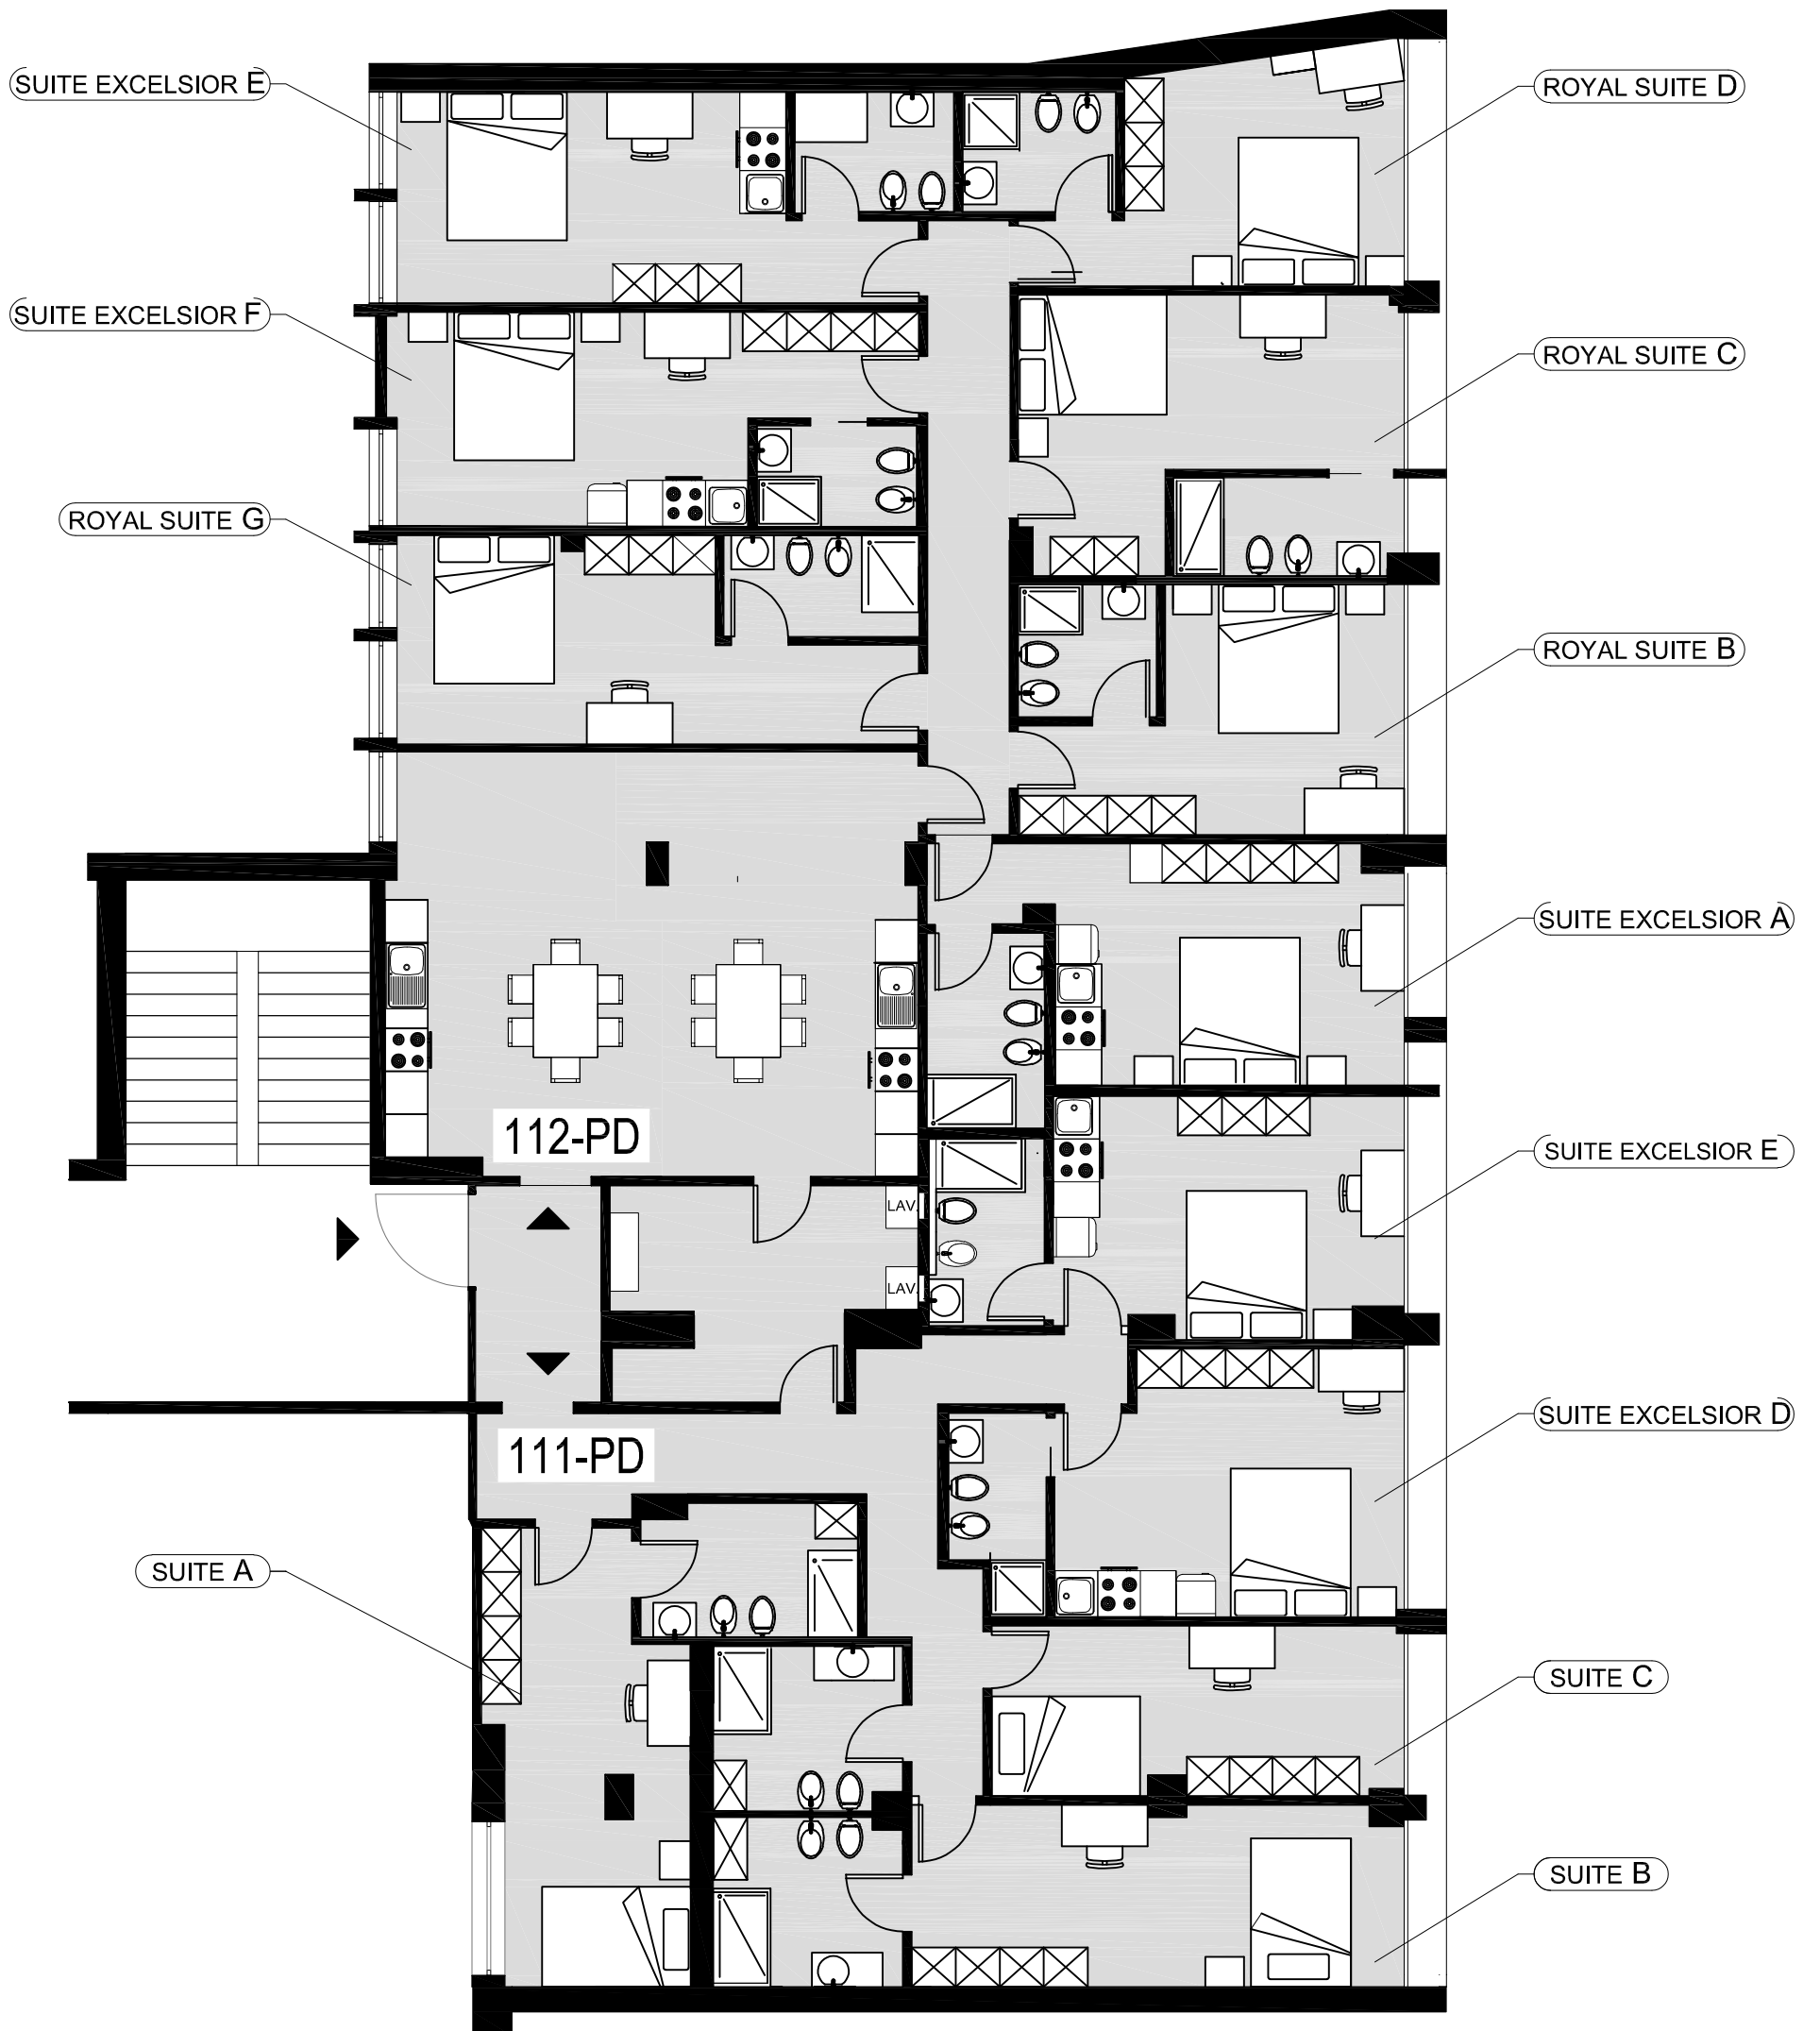 SUITE EXCELSIOR E
ROYAL SUITE D
SUITE EXCELSIOR F
ROYAL SUITE C
ROYAL SUITE G
ROYAL SUITE B
SUITE EXCELSIOR A
112-PD
SUITE EXCELSIOR E
LAV.
LAV.
SUITE EXCELSIOR D
111-PD
SUITE A
SUITE C
SUITE B